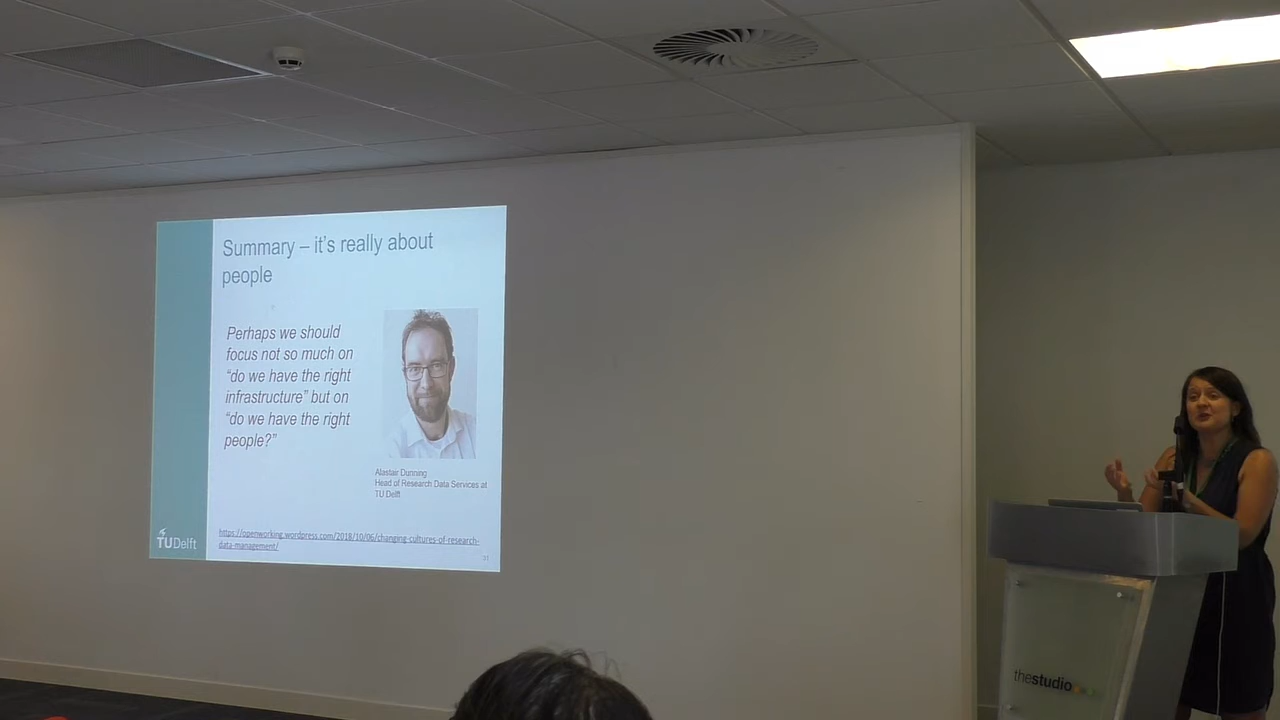 Summary – it's really about
people
Perhaps we should
focus not so much on
"do we have the right
infrastructure" but on
"do we have the right
people?"
Alastair Dunning
Head of Research Data Services at
TU Delft
https://openworking.wordpress.com/2018/10/06/changing-cultures-of-research-
data-management/
TUDelft
thestudio